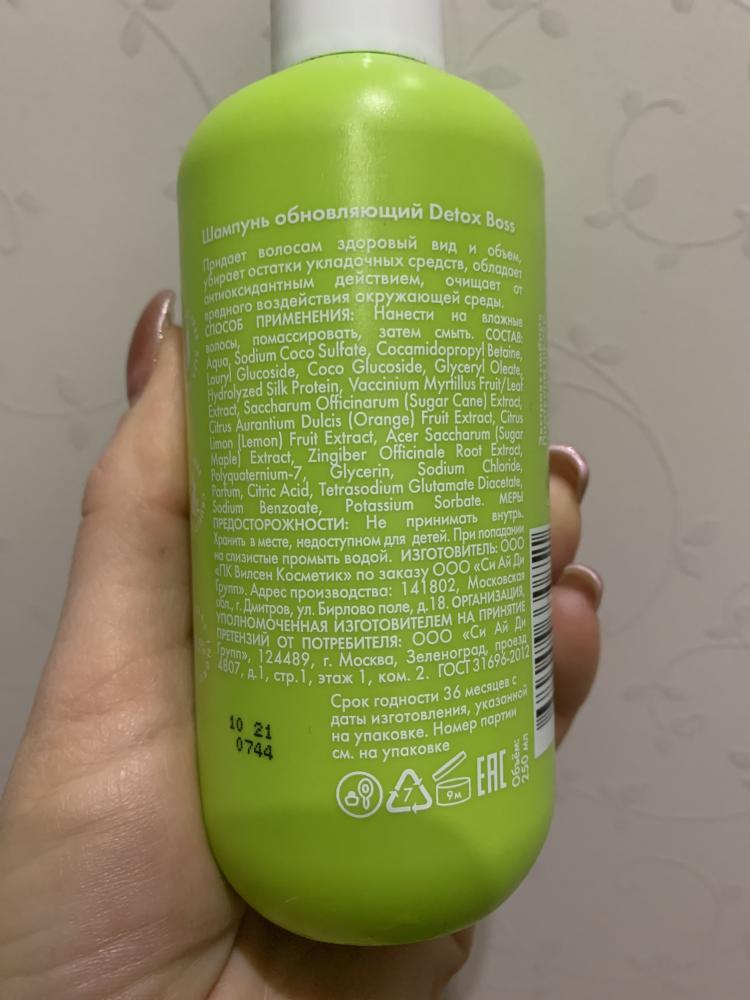 Шампунь обновляющий Detox Boss
Придает волосам здоровый вид и объем,
убирает остатки укладочных средств, обладает
антиоксидантным действием, очищает от
вредного воздействия окружающей среды.
СПОСОБ ПРИМЕНЕНИЯ: Нанести на влажные
волосы, помассировать, затем смыть. СОСТАВ:
Aqua, Sodium Coco Sulfate, Cocamidopropyl Betaine,
Lauryl Glucoside, Coco Glucoside, Glyceryl Oleate,
Hydrolyzed Silk Protein, Vaccinium Myrtillus Fruit/Leaf
Extract, Saccharum Officinarum (Sugar Cane) Extract,
Citrus Aurantium Dulcis (Orange) Fruit Extract, Citrus
Limon (Lemon) Fruit Extract, Acer Saccharum (Sugar
Maple) Extract, Zingiber Officinale Root Extract,
Polyquaternium-7, Glycerin, Sodium Chloride,
Parfum, Citric Acid, Tetrasodium Glutamate Diacetate,
Sodium Benzoate, Potassium Sorbate. МЕРЫ
ПРЕДОСТОРОЖНОСТИ: Не принимать внутрь.
Хранить в месте, недоступном для детей. При попадании
на слизистые промыть водой. ИЗГОТОВИТЕЛЬ: ООО
«ПК Вилсен Косметик» по заказу ООО «Си Ай Ди
Групп». Адрес производства: 141802, Московская
обл., г. Дмитров, ул. Бирлово поле, д.18. ОРГАНИЗАЦИЯ,
УПОЛНОМОЧЕННАЯ ИЗГОТОВИТЕЛЕМ НА ПРИНЯТИЕ
ПРЕТЕНЗИЙ ОТ ПОТРЕБИТЕЛЯ: ООО «Си Ай Ди
Групп», 124489, г. Москва, Зеленоград, проезд
4807, д.1, стр.1, этаж 1, ком. 2. ГОСТ 31696-2012
Срок годности 36 месяцев с
даты изготовления, указанной
на упаковке. Номер партии
см. на упаковке
10 21
0744
7
9м
EAC
Объем:
250 мл